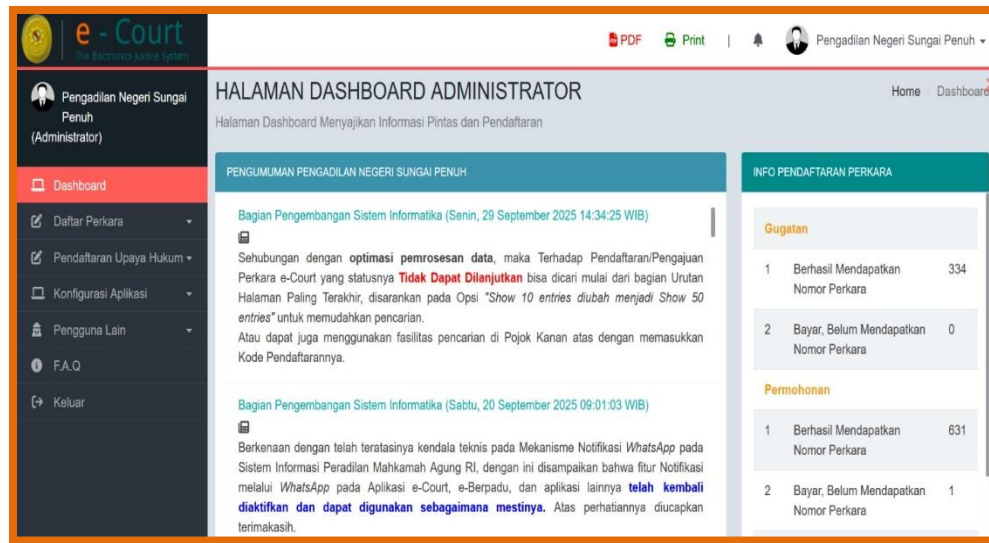 e - Court
The Electronics Justice System
PDF Print | Pengadilan Negeri Sungai Penuh
Pengadilan Negeri Sungai
Penuh
(Administrator)
Dashboard
Daftar Perkara
Pendaftaran Upaya Hukum
Konfigurasi Aplikasi
Pengguna Lain
F.A.Q
Keluar
HALAMAN DASHBOARD ADMINISTRATOR
Halaman Dashboard Menyajikan Informasi Pintas dan Pendaftaran
Home / Dashboard
PENGUMUMAN PENGADILAN NEGERI SUNGAI PENUH
Bagian Pengembangan Sistem Informatika (Senin, 29 September 2025 14:34:25 WIB)
Sehubungan dengan optimasi pemrosesan data, maka Terhadap Pendaftaran/Pengajuan
Perkara e-Court yang statusnya Tidak Dapat Dilanjutkan bisa dicari mulai dari bagian Urutan
Halaman Paling Terakhir, disarankan pada Opsi "Show 10 entries diubah menjadi Show 50
entries" untuk memudahkan pencarian.
Atau dapat juga menggunakan fasilitas pencarian di Pojok Kanan atas dengan memasukkan
Kode Pendaftarannya.
Bagian Pengembangan Sistem Informatika (Sabtu, 20 September 2025 09:01:03 WIB)
Berkenaan dengan telah teratasinya kendala teknis pada Mekanisme Notifikasi WhatsApp pada
Sistem Informasi Peradilan Mahkamah Agung RI, dengan ini disampaikan bahwa fitur Notifikasi
melalui WhatsApp pada Aplikasi e-Court, e-Berpadu, dan aplikasi lainnya telah kembali
diaktifkan dan dapat digunakan sebagaimana mestinya. Atas perhatiannya diucapkan
terimakasih.
INFO PENDAFTARAN PERKARA
Gugatan
1 Berhasil Mendapatkan 334
Nomor Perkara
2 Bayar, Belum Mendapatkan 0
Nomor Perkara
Permohonan
1 Berhasil Mendapatkan 631
Nomor Perkara
2 Bayar, Belum Mendapatkan 1
Nomor Perkara